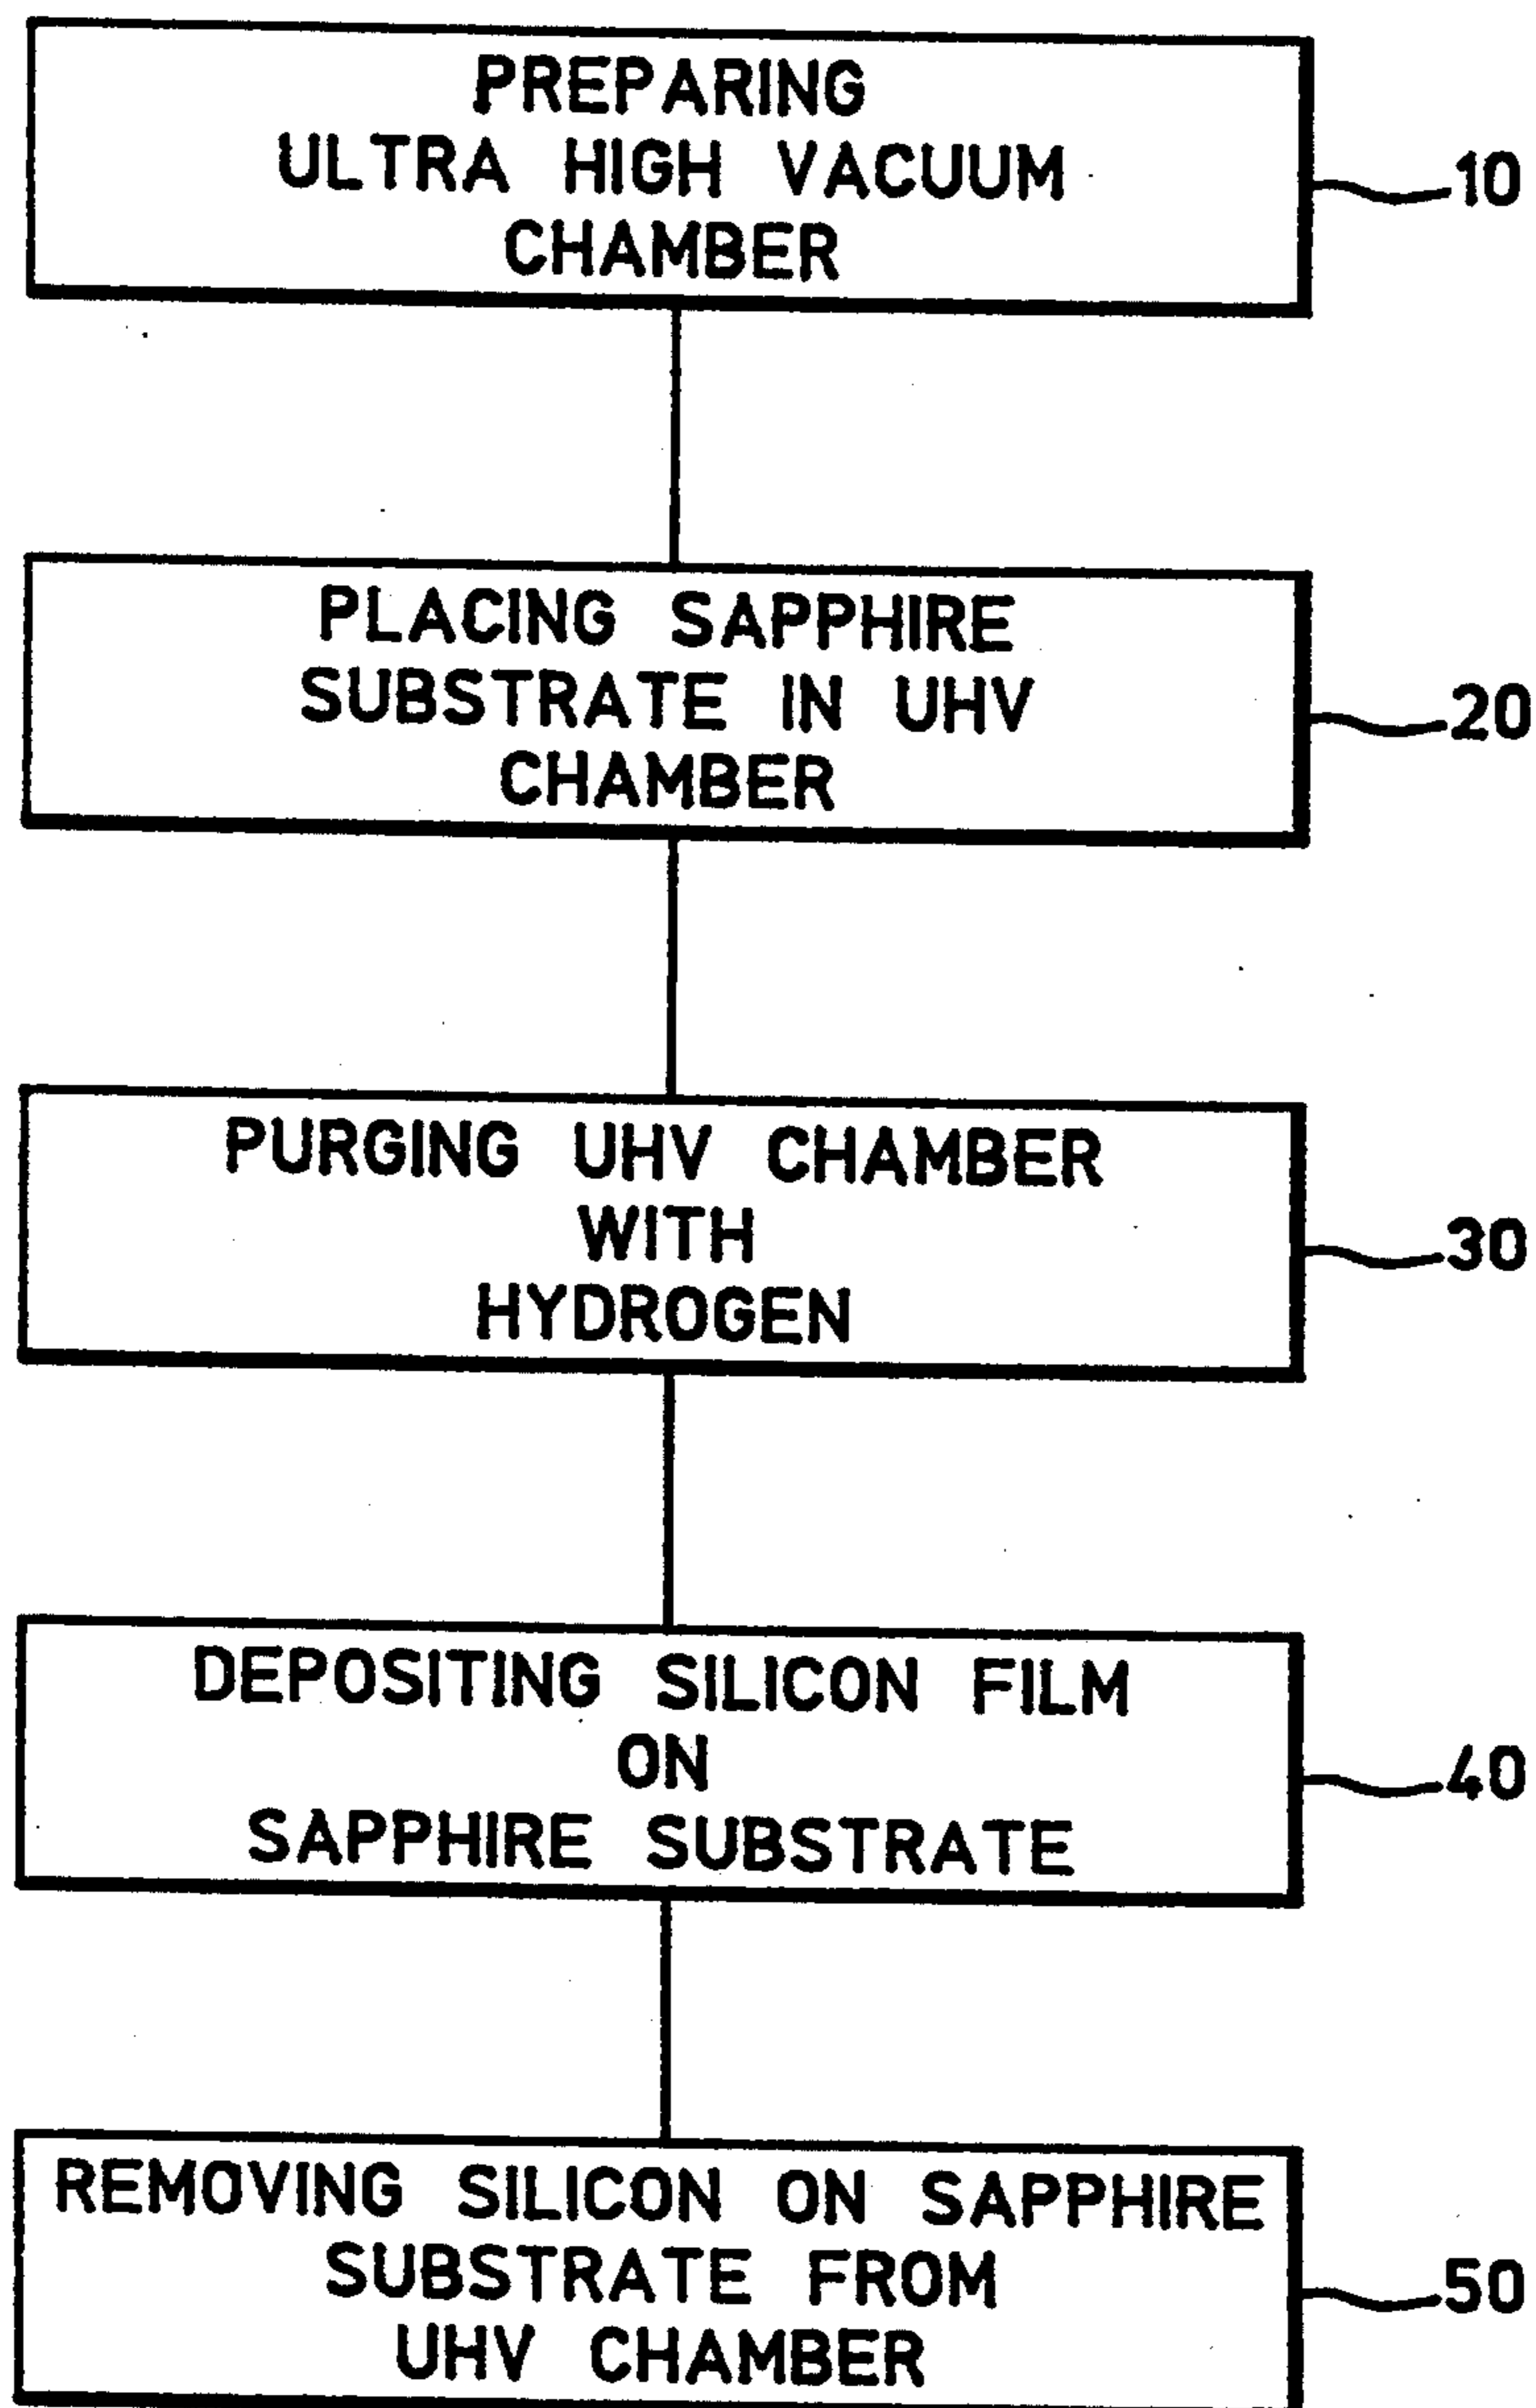 PREPARING
ULTRA HIGH VACUUM
CHAMBER
10
PLACING SAPPHIRE
SUBSTRATE IN UHV
CHAMBER
20
PURGING UHV CHAMBER
WITH
HYDROGEN
30
DEPOSITING SILICON FILM
ON
SAPPHIRE SUBSTRATE
40
REMOVING SILICON ON SAPPHIRE
SUBSTRATE FROM
UHV CHAMBER
50